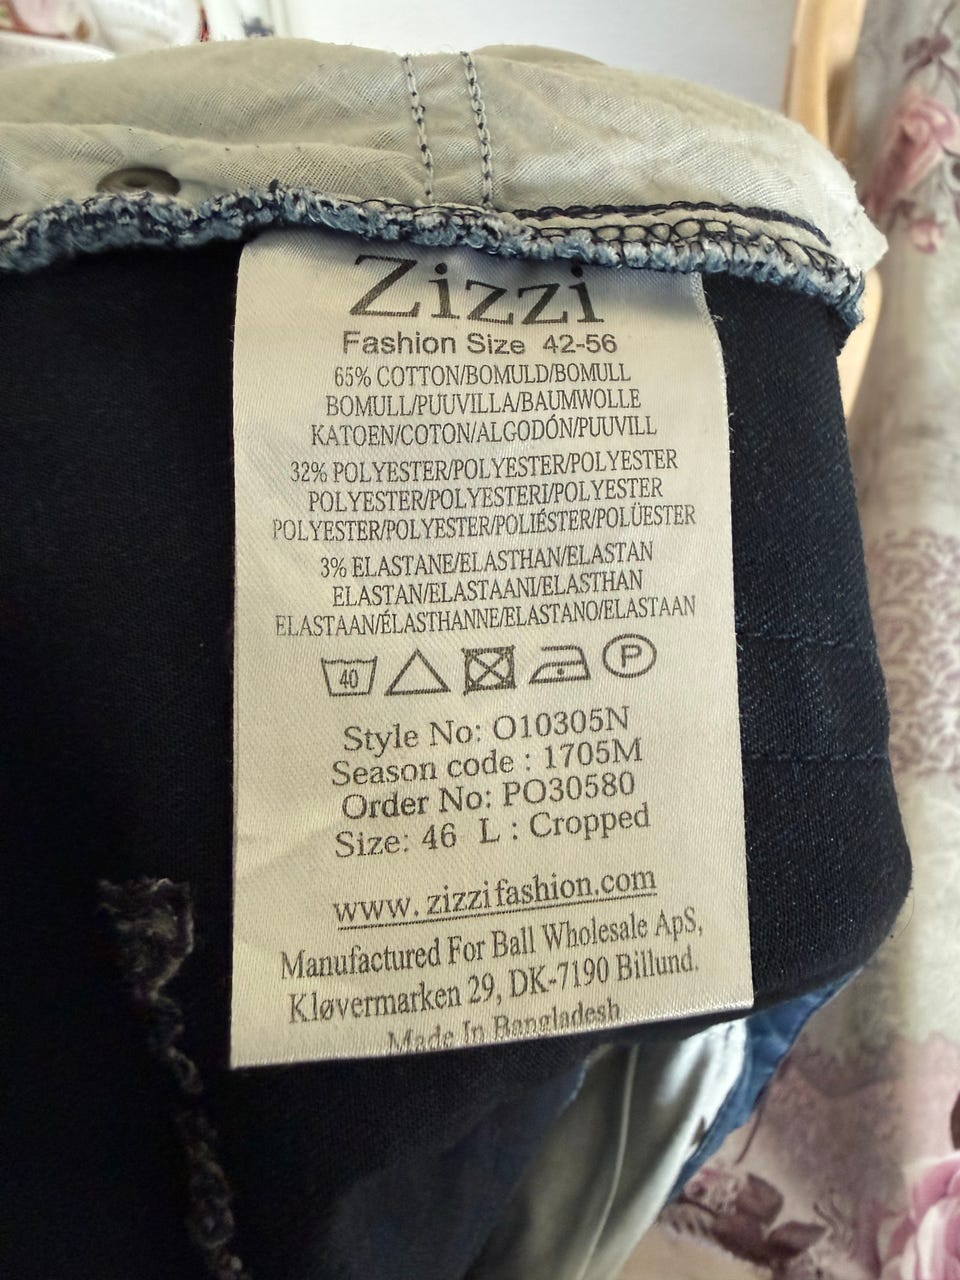 Zizzi
Fashion Size 42-56
65% COTTON/BOMULD/BOMULL
BOMULL/PUUVILLA/BAUMWOLLE
KATOEN/COTON/ALGODÓN/PUUVILL
32% POLYESTER/POLYESTER/POLYESTER
POLYESTER/POLYESTERI/POLYESTER
POLYESTER/POLYESTER/POLIÉSTER/POLÜESTER
3% ELASTANE/ELASTHAN/ELASTAN
ELASTAN/ELASTAANI/ELASTHAN
ELASTAAN/ÉLASTHANNE/ELASTANO/ELASTAAN
40 P
Style No: O10305N
Season code : 1705M
Order No: PO30580
Size: 46 L : Cropped
www.zizzifashion.com
Manufactured For Ball Wholesale ApS,
Kløvermarken 29, DK-7190 Billund.
Made In Bangladesh